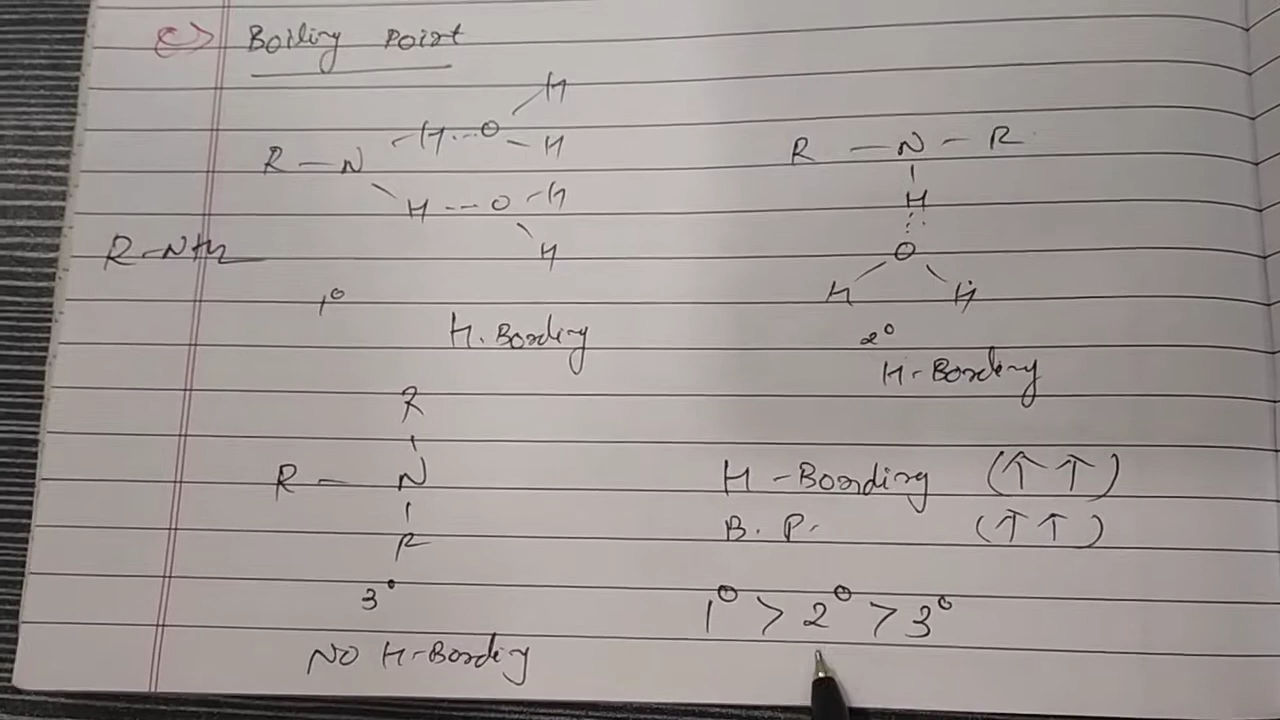 c> Boiling Point
H
R — N — H ... O — H
H --- O — H
H
R-NH2
1°
H. Bonding
R — N — R
H
O
H H
2°
H-Bonding
R
R — N
R
3°
NO H-Bonding
H-Bonding (↑↑)
B.P. (↑↑)
1° > 2° > 3°